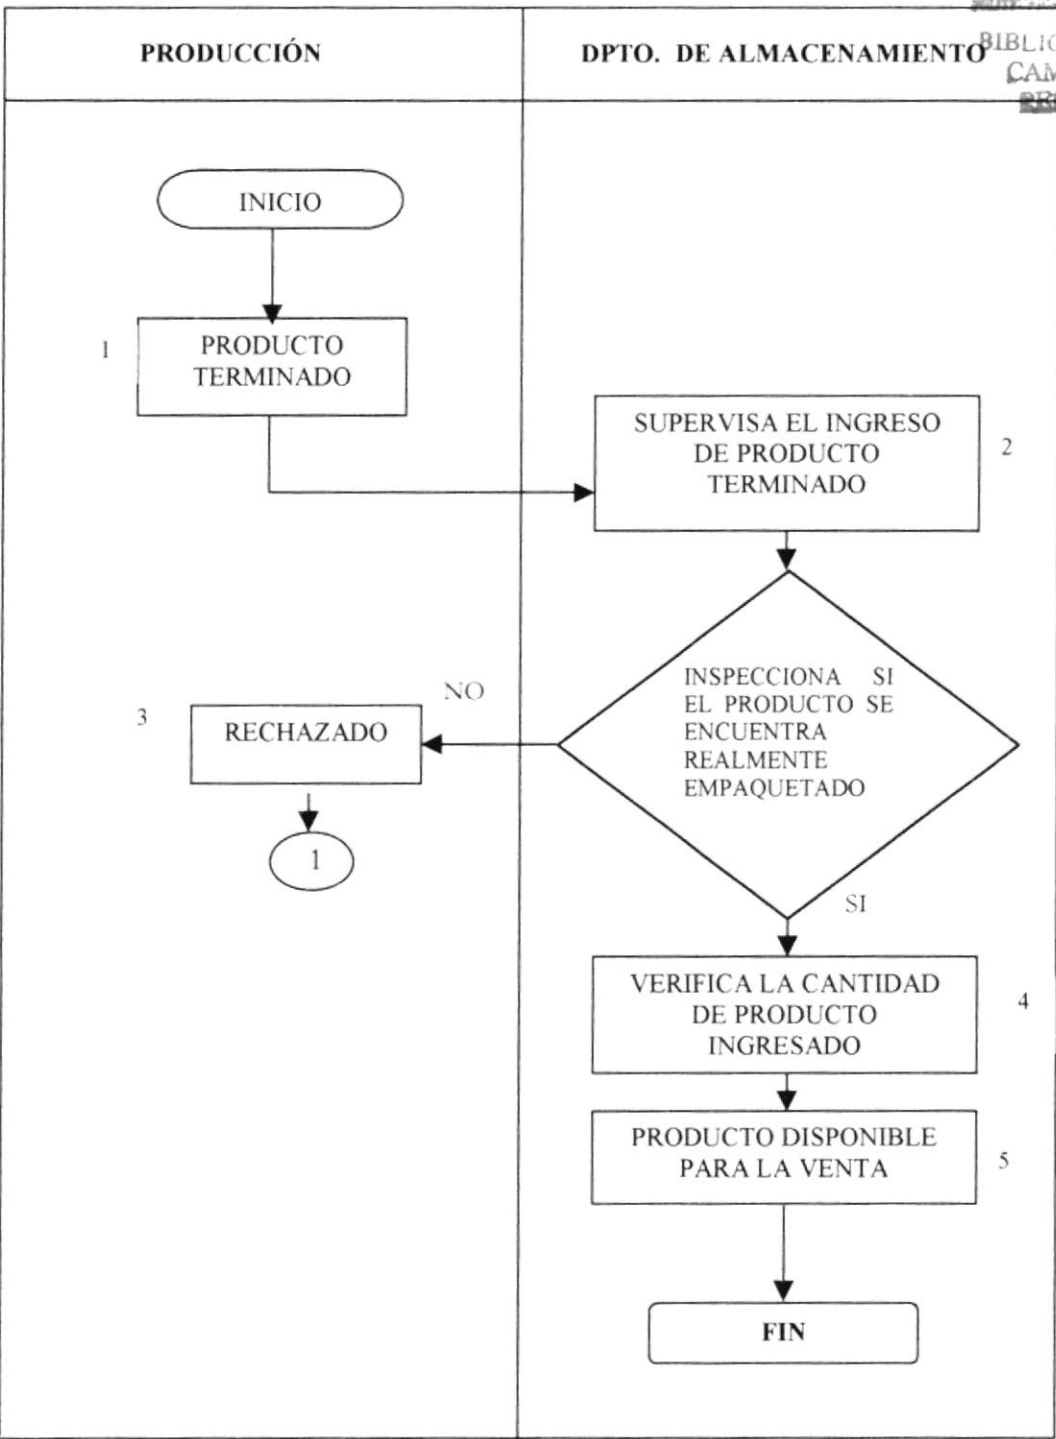 PRODUCCIÓN
DPTO. DE ALMACENAMIENTO
INICIO
1
PRODUCTO
TERMINADO
SUPERVISA EL INGRESO
DE PRODUCTO
TERMINADO
2
INSPECCIONA SI
EL PRODUCTO SE
ENCUENTRA
REALMENTE
EMPAQUETADO
NO
3
RECHAZADO
1
SI
VERIFICA LA CANTIDAD
DE PRODUCTO
INGRESADO
4
PRODUCTO DISPONIBLE
PARA LA VENTA
5
FIN